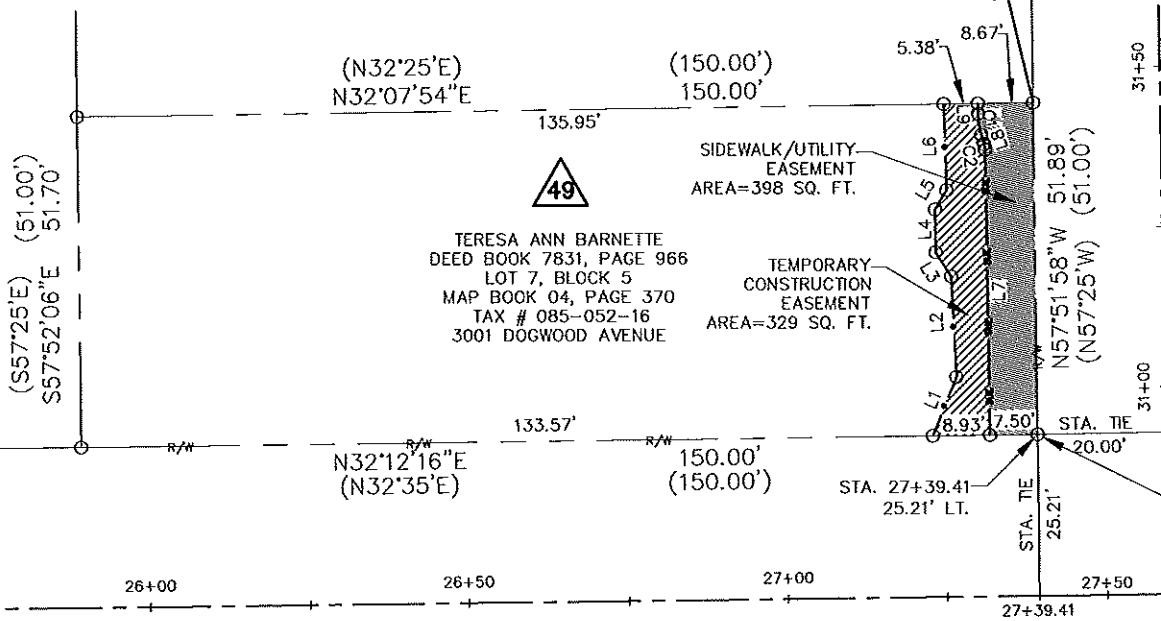 (N32°25'E)
N32°07'54"E
(150.00')
150.00'
135.95'
5.38'
8.67'
31+50
(S57°25'E) (51.00')
S57°52'06"E 51.70'
49
TERESA ANN BARNETTE
DEED BOOK 7831, PAGE 966
LOT 7, BLOCK 5
MAP BOOK 04, PAGE 370
TAX # 085-052-16
3001 DOGWOOD AVENUE
SIDEWALK/UTILITY
EASEMENT
AREA=398 SQ. FT.
TEMPORARY
CONSTRUCTION
EASEMENT
AREA=329 SQ. FT.
L9
C1
L8
C2
L6
L5
L4
L3
L2
L7
L1
N57°51'58"W 51.89'
(N57°25'W) (51.00')
R/W
31+00
133.57'
8.93'
7.50'
STA. TIE
20.00'
R/W
R/W
R/W
N32°12'16"E
(N32°35'E)
150.00'
(150.00')
STA. 27+39.41
25.21' LT.
STA. TIE
25.21'
26+00
26+50
27+00
27+50
27+39.41